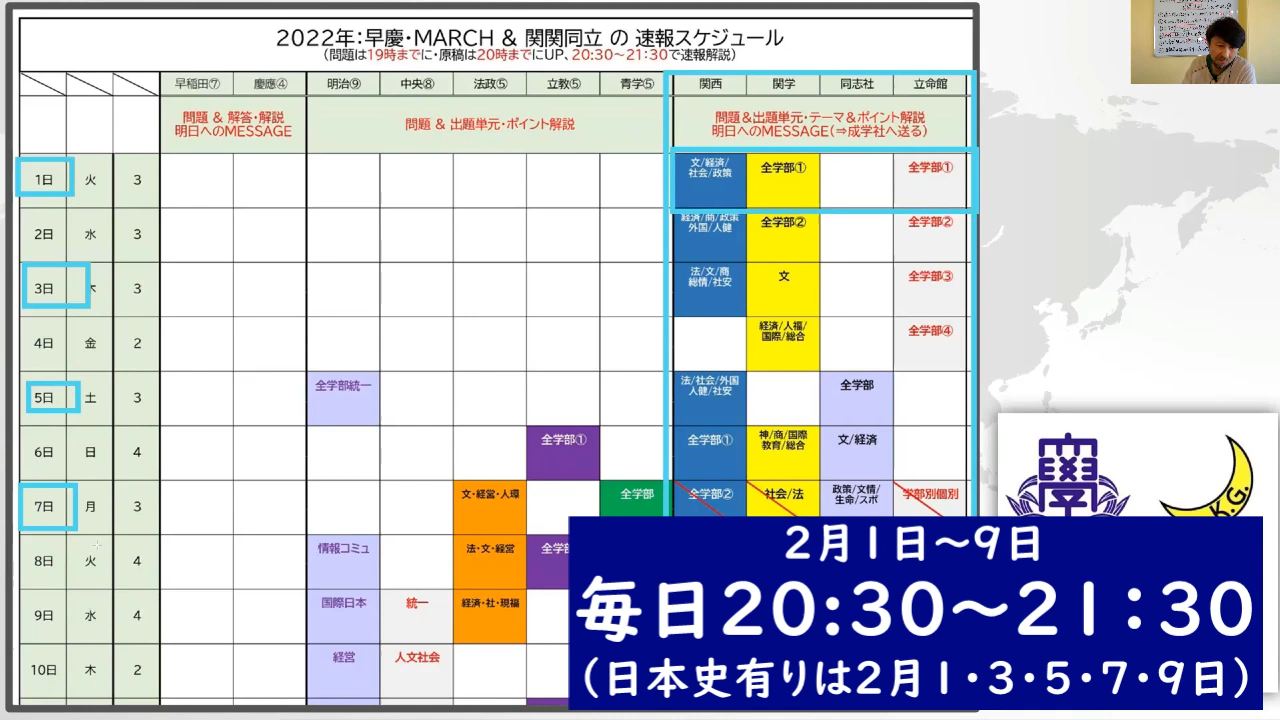 2022年：早慶・MARCH & 関関同立 の 速報スケジュール
(問題は19時までに・原稿は20時までにUP、20:30～21:30で速報解説)
早稲田⑦ 慶應④ 明治⑨ 中央⑧ 法政⑤ 立教⑤ 青学⑤ 関西 関学 同志社 立命館
問題 & 解答・解説
明日へのMESSAGE
問題 & 出題単元・ポイント解説
問題＆出題単元・テーマ＆ポイント解説
明日へのMESSAGE(⇒成学社へ送る)
1日 火 3
文/経済/
社会/政策
全学部①
全学部①
2日 水 3
経済/商/政策
外国/人健
全学部②
全学部②
3日 木 3
法/文/商
総情/社安
文
全学部③
4日 金 2
経済/人福/
国際/総合
全学部④
5日 土 3
全学部統一
法/社会/外国
人健/社安
全学部
6日 日 4
全学部①
全学部①
神/商/国際
教育/総合
文/経済
7日 月 3
文・経営・人環
全学部
全学部②
社会/法
政策/文情/
生命/スポ
学部別個別
8日 火 4
情報コミュ
法・文・経営
全学部
9日 水 4
国際日本
統一
経済・社・現福
10日 木 2
経営
人文社会
學
K.G.
2月1日～9日
毎日20:30～21:30
(日本史有りは2月1・3・5・7・9日)